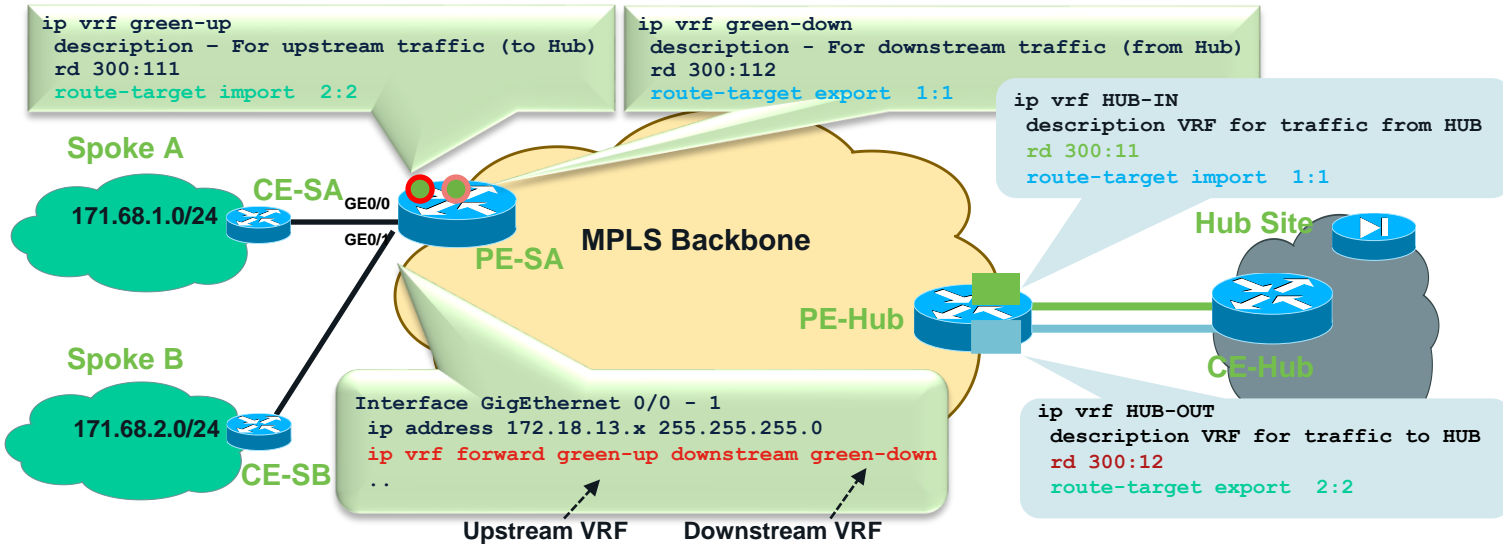 ip vrf green-up
description – For upstream traffic (to Hub)
rd 300:111
route-target import 2:2
ip vrf green-down
description - For downstream traffic (from Hub)
rd 300:112
route-target export 1:1
ip vrf HUB-IN
description VRF for traffic from HUB
rd 300:11
route-target import 1:1
Spoke A
CE-SA
171.68.1.0/24
GE0/0
GE0/1
PE-SA
MPLS Backbone
Hub Site
PE-Hub
CE-Hub
Spoke B
171.68.2.0/24
CE-SB
Interface GigEthernet 0/0 - 1
ip address 172.18.13.x 255.255.255.0
ip vrf forward green-up downstream green-down
..
Upstream VRF
Downstream VRF
ip vrf HUB-OUT
description VRF for traffic to HUB
rd 300:12
route-target export 2:2